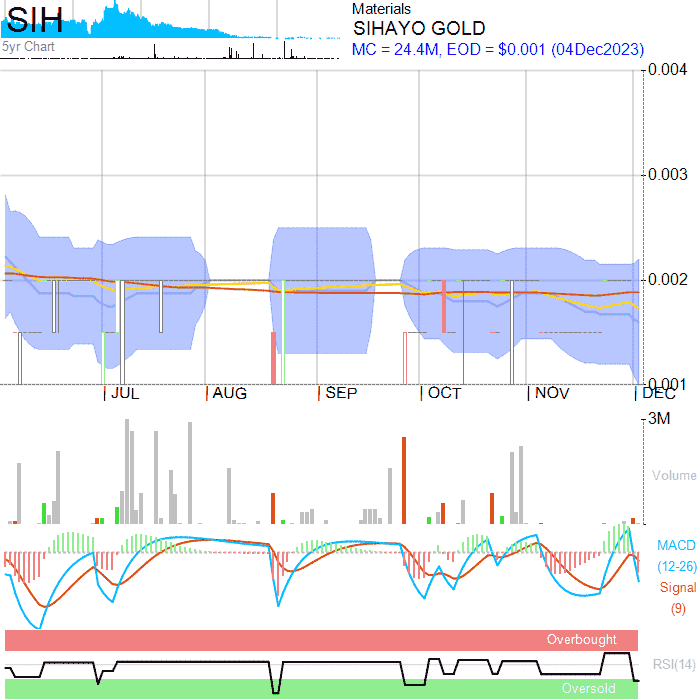 SIH
5yr Chart
Materials
SIHAYO GOLD
MC = 24.4M, EOD = $0.001 (04Dec2023)
0.004
0.003
0.002
0.001
JUL AUG SEP OCT NOV DEC
3M
Volume
MACD
(12-26)
Signal
(9)
Overbought
RSI(14)
Oversold